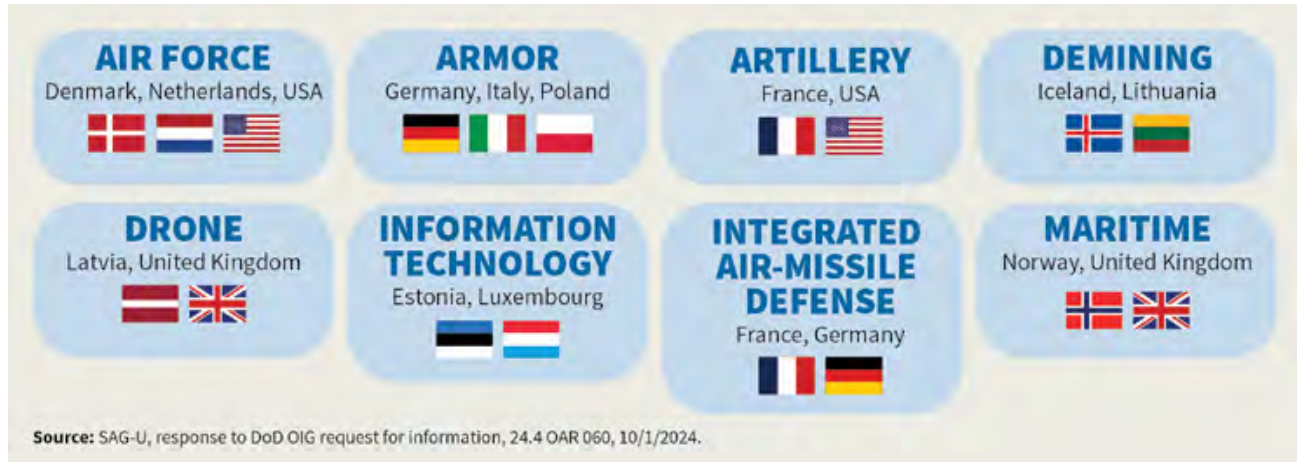 AIR FORCE
Denmark, Netherlands, USA
ARMOR
Germany, Italy, Poland
ARTILLERY
France, USA
DEMINING
Iceland, Lithuania
DRONE
Latvia, United Kingdom
INFORMATION
TECHNOLOGY
Estonia, Luxembourg
INTEGRATED
AIR-MISSILE
DEFENSE
France, Germany
MARITIME
Norway, United Kingdom
Source: SAG-U, response to DoD OIG request for information, 24.4 OAR 060, 10/1/2024.